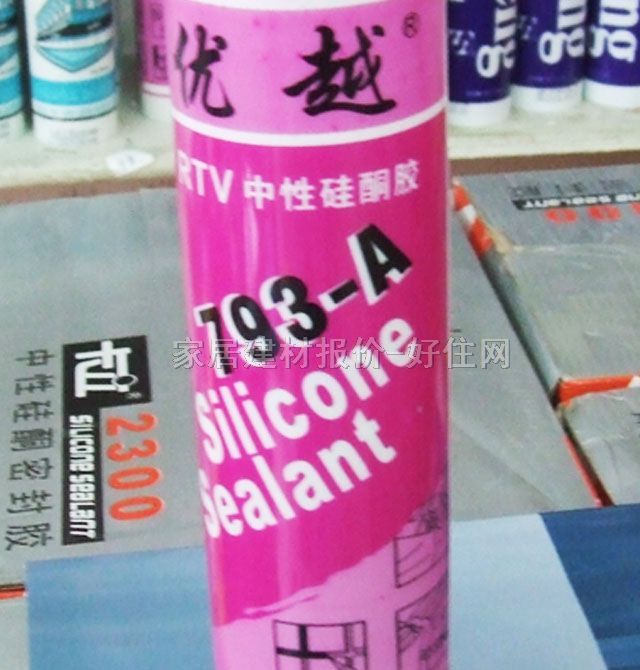 优越®
RTV 中性硅酮胶
793-A
Silicone
Sealant
家居建材报价-好住网
2300
SILICONE SEALANT
中性硅酮密封胶